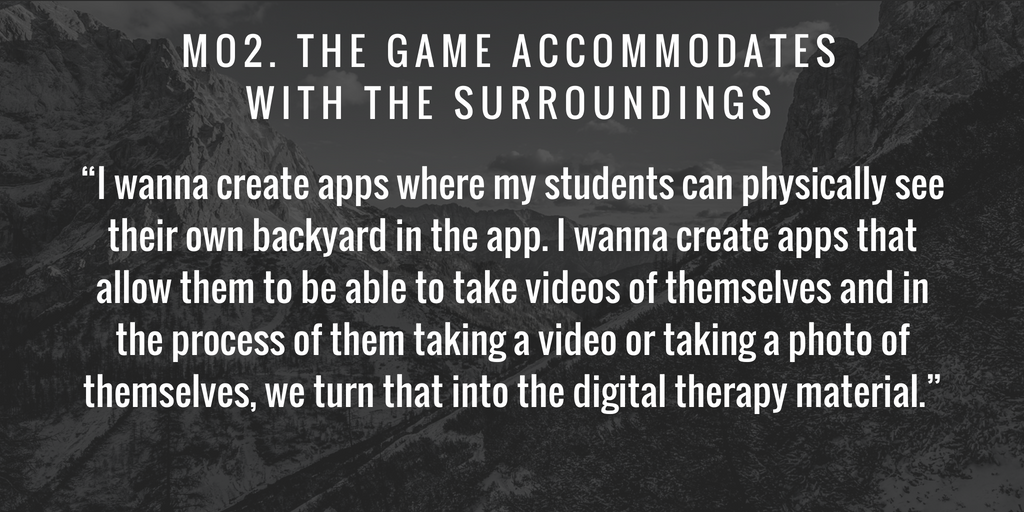 MO2. THE GAME ACCOMMODATES
WITH THE SURROUNDINGS
“I wanna create apps where my students can physically see
their own backyard in the app. I wanna create apps that
allow them to be able to take videos of themselves and in
the process of them taking a video or taking a photo of
themselves, we turn that into the digital therapy material.”